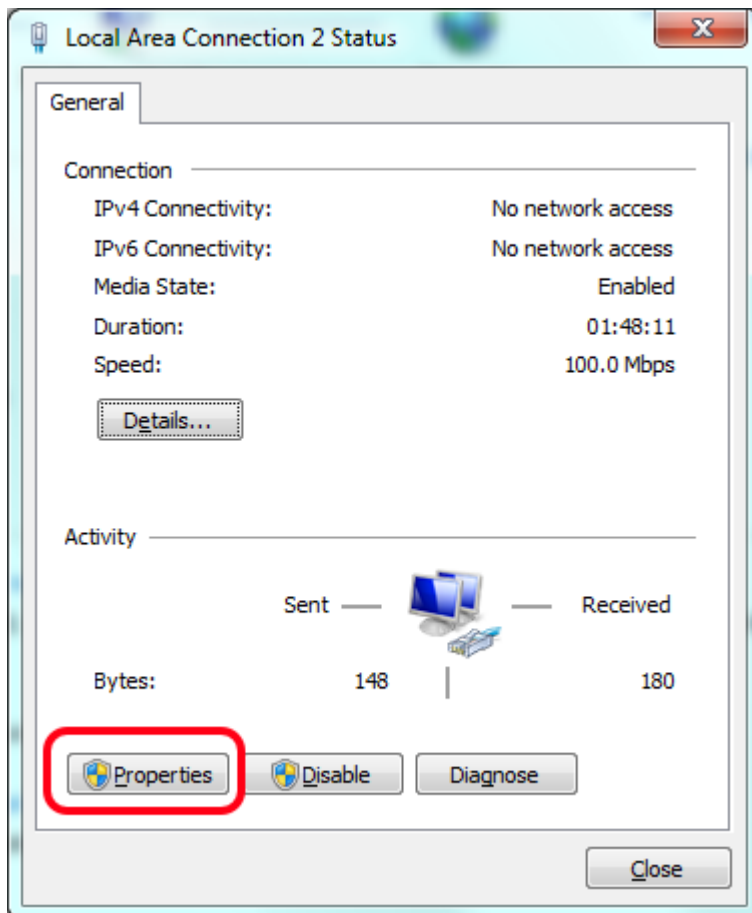 Local Area Connection 2 Status
General
Connection
IPv4 Connectivity: No network access
IPv6 Connectivity: No network access
Media State: Enabled
Duration: 01:48:11
Speed: 100.0 Mbps
Details...
Activity
Sent Received
Bytes: 148 180
Properties Disable Diagnose
Close